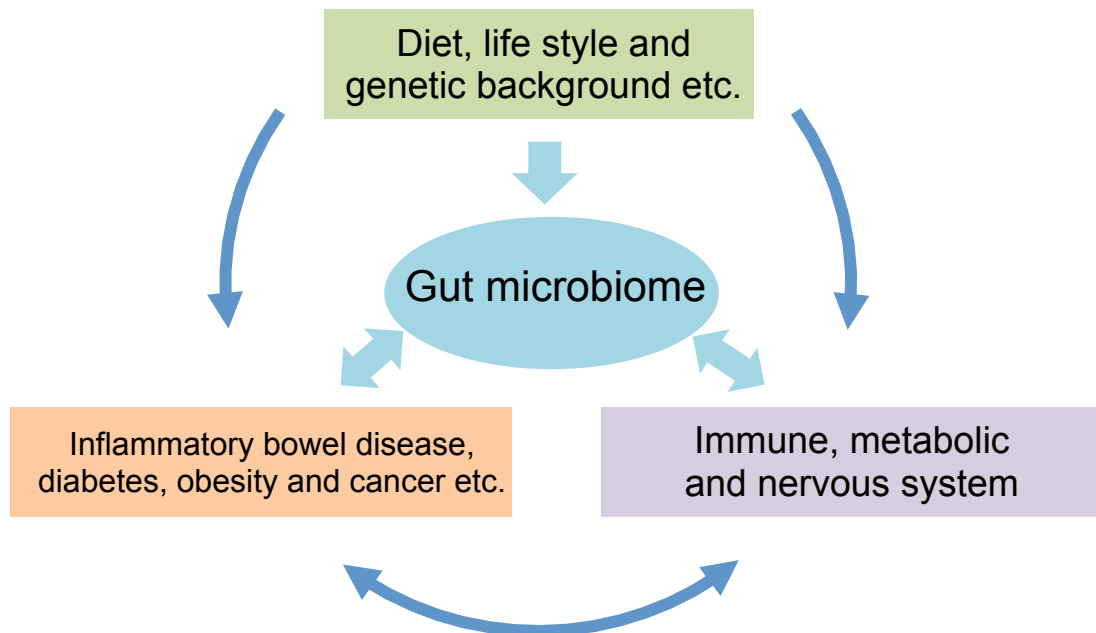 Diet, life style and
genetic background etc.
Gut microbiome
Inflammatory bowel disease,
diabetes, obesity and cancer etc.
Immune, metabolic
and nervous system